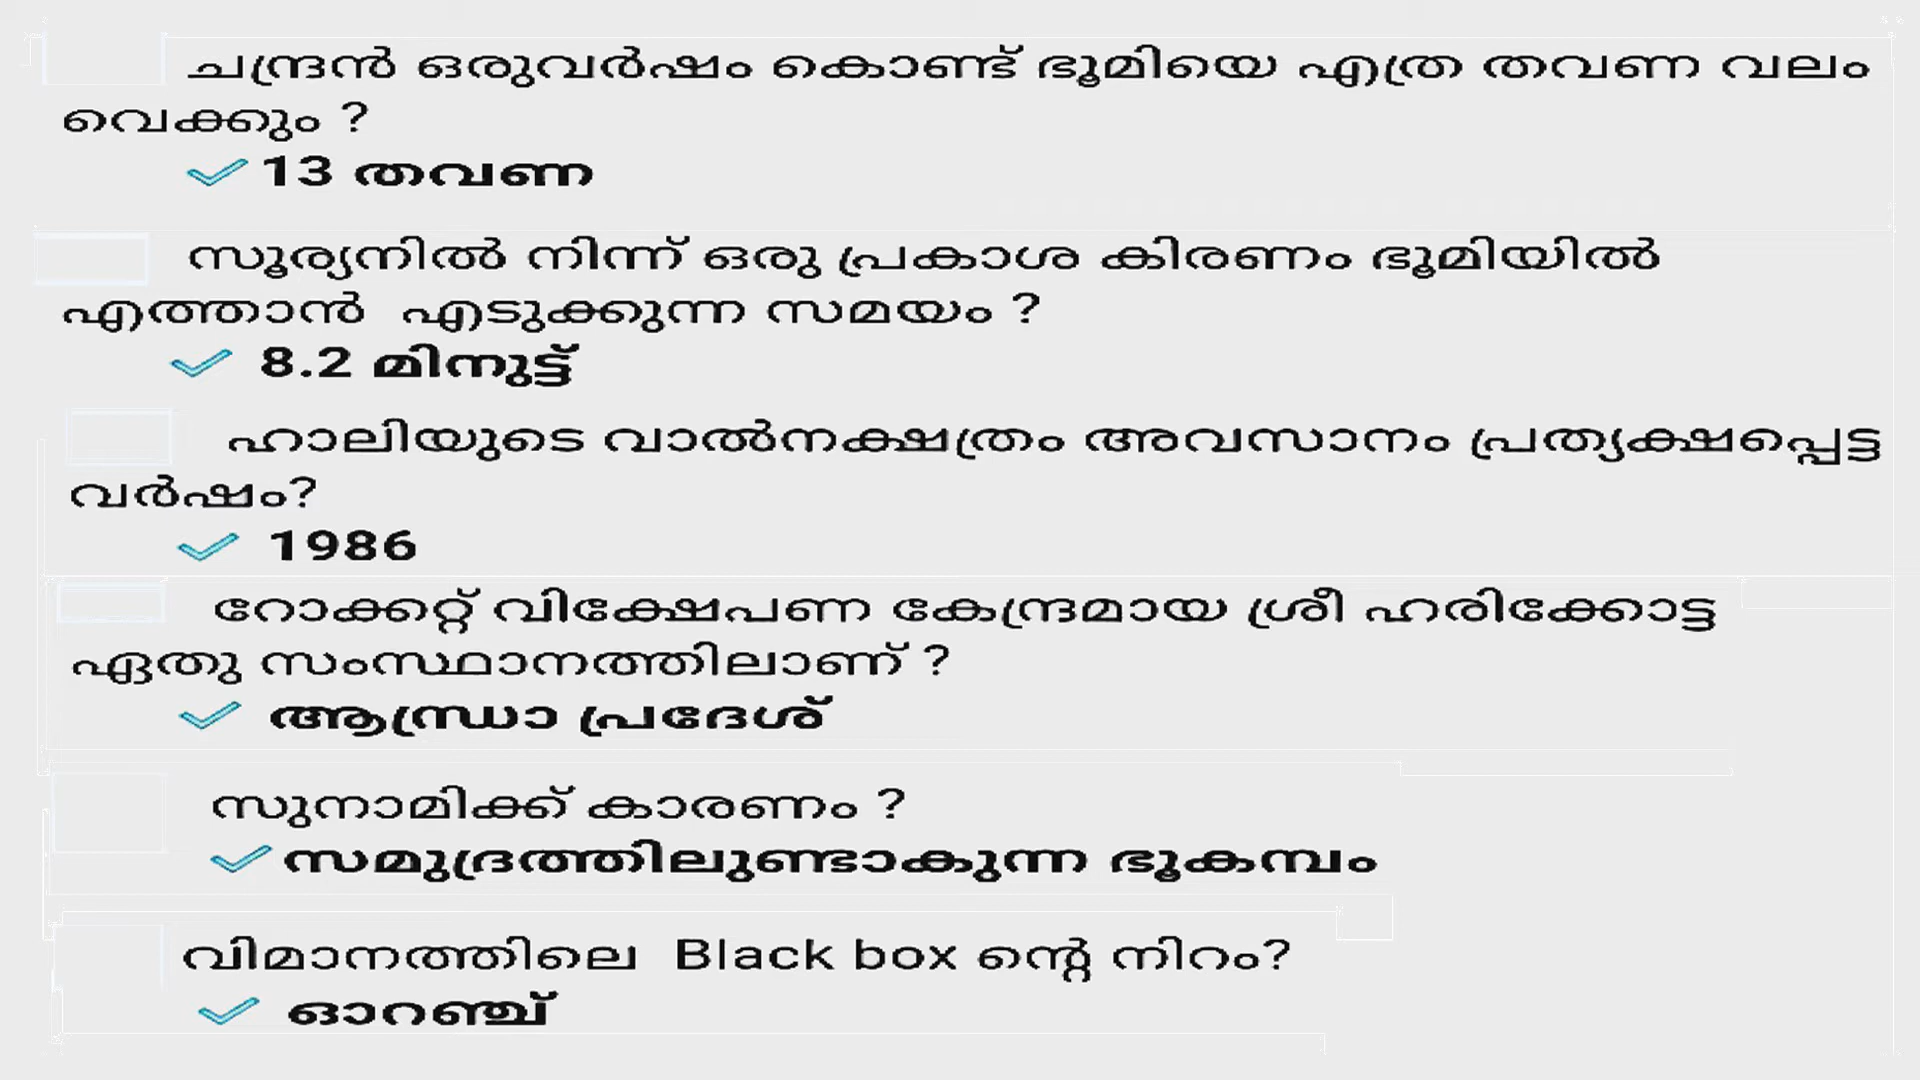 ചന്ദ്രൻ ഒരുവർഷം കൊണ്ട് ഭൂമിയെ എത്ര തവണ വലം
വെക്കും ?
13 തവണ
സൂര്യനിൽ നിന്ന് ഒരു പ്രകാശ കിരണം ഭൂമിയിൽ
എത്താൻ എടുക്കുന്ന സമയം ?
8.2 മിനുട്ട്
ഹാലിയുടെ വാൽനക്ഷത്രം അവസാനം പ്രത്യക്ഷപ്പെട്ട
വർഷം?
1986
റോക്കറ്റ് വിക്ഷേപണ കേന്ദ്രമായ ശ്രീ ഹരിക്കോട്ട
ഏതു സംസ്ഥാനത്തിലാണ് ?
ആന്ധ്രാ പ്രദേശ്
സുനാമിക്ക് കാരണം ?
സമുദ്രത്തിലുണ്ടാകുന്ന ഭൂകമ്പം
വിമാനത്തിലെ Black box ന്റെ നിറം?
ഓറഞ്ച്